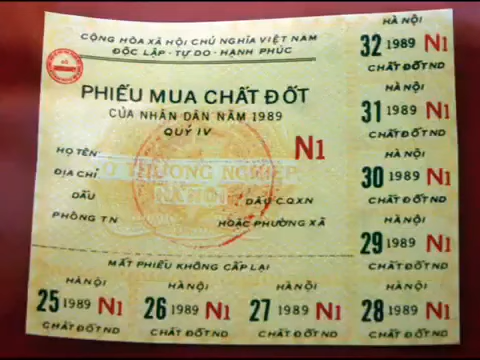 CỘNG HÒA XÃ HỘI CHỦ NGHĨA VIỆT NAM
ĐỘC LẬP - TỰ DO - HẠNH PHÚC
PHIẾU MUA CHẤT ĐỐT
CỦA NHÂN DÂN NĂM 1989
QUÝ IV
N1
HỌ TÊN
ĐỊA CHỈ
DẤU
PHÒNG TN
DẤU C.Q.XN
HOẶC PHƯỜNG XÃ
Ở THƯƠNG NGHIỆP
HÀ NỘI
MẤT PHIẾU KHÔNG CẤP LẠI
HÀ NỘI
32 1989 N1
CHẤT ĐỐT ND
HÀ NỘI
31 1989 N1
CHẤT ĐỐT ND
HÀ NỘI
30 1989 N1
CHẤT ĐỐT ND
HÀ NỘI
29 1989 N1
CHẤT ĐỐT ND
HÀ NỘI
25 1989 N1
CHẤT ĐỐT ND
HÀ NỘI
26 1989 N1
CHẤT ĐỐT ND
HÀ NỘI
27 1989 N1
CHẤT ĐỐT ND
HÀ NỘI
28 1989 N1
CHẤT ĐỐT ND